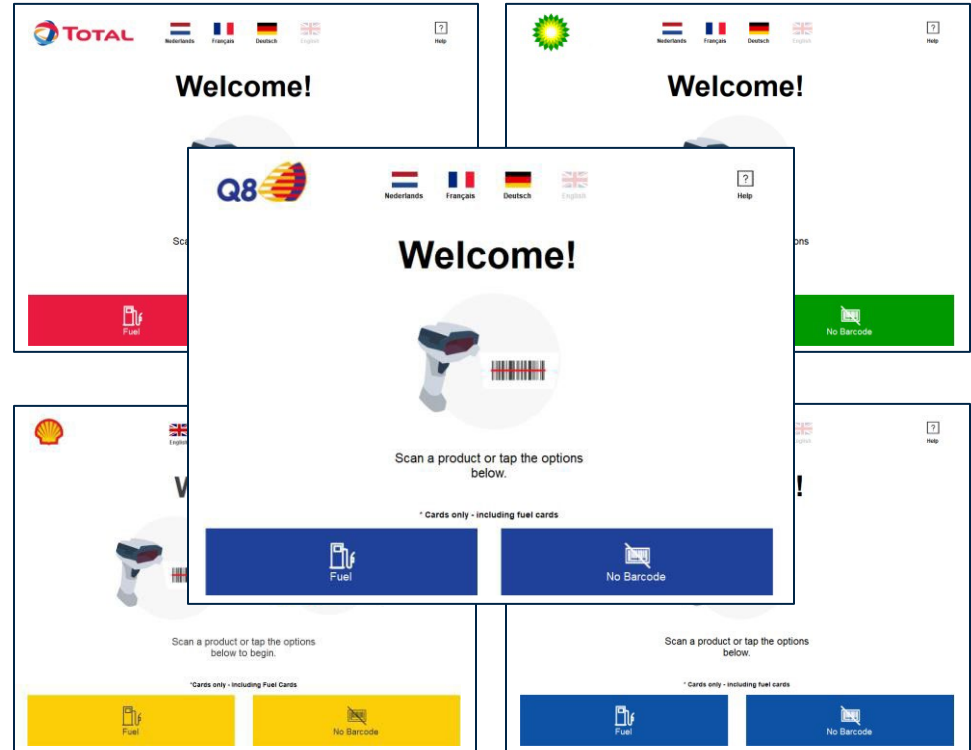 TOTAL
Nederlands Français Deutsch English
Help
Welcome!
Sca
Fuel
Nederlands Français Deutsch English
Help
Welcome!
ons
No Barcode
Q8
Nederlands Français Deutsch English
?
Help
Welcome!
Scan a product or tap the options
below.
* Cards only - including fuel cards
Fuel No Barcode
English
Scan a product or tap the options
below to begin.
*Cards only - including Fuel Cards
Fuel No Barcode
English
Help
!
Scan a product or tap the options
below.
* Cards only - including fuel cards
Fuel No Barcode